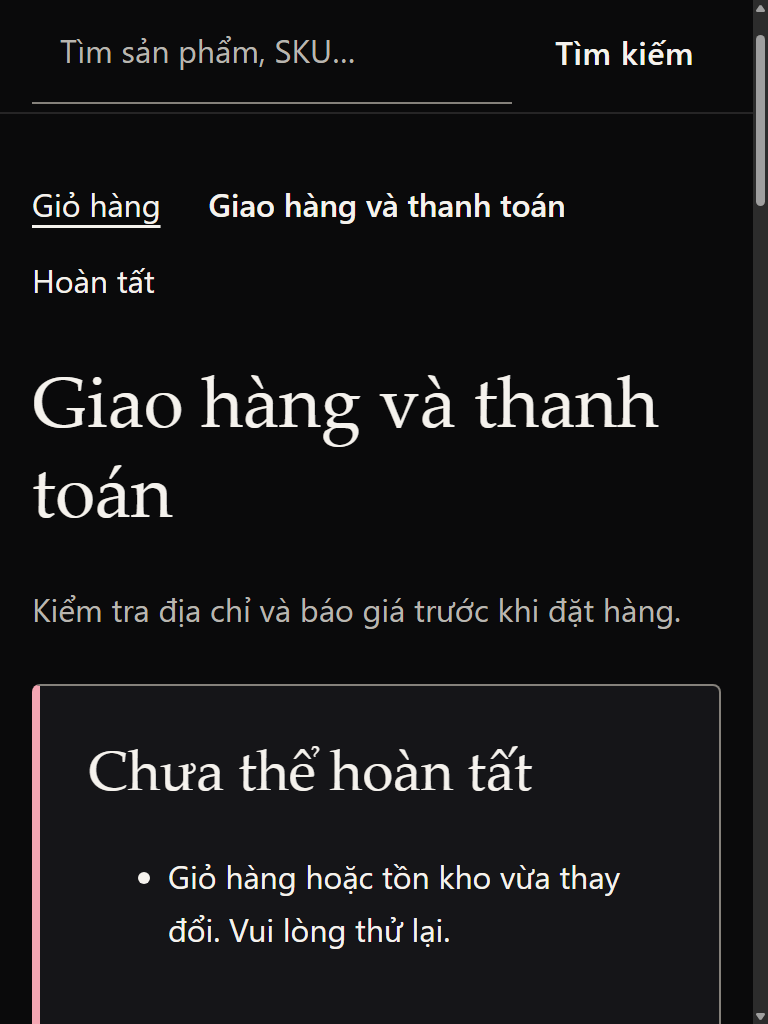 Tìm sản phẩm, SKU...
Tìm kiếm
Giỏ hàng
Giao hàng và thanh toán
Hoàn tất
Giao hàng và thanh
toán
Kiểm tra địa chỉ và báo giá trước khi đặt hàng.
Chưa thể hoàn tất
Giỏ hàng hoặc tồn kho vừa thay
đổi. Vui lòng thử lại.